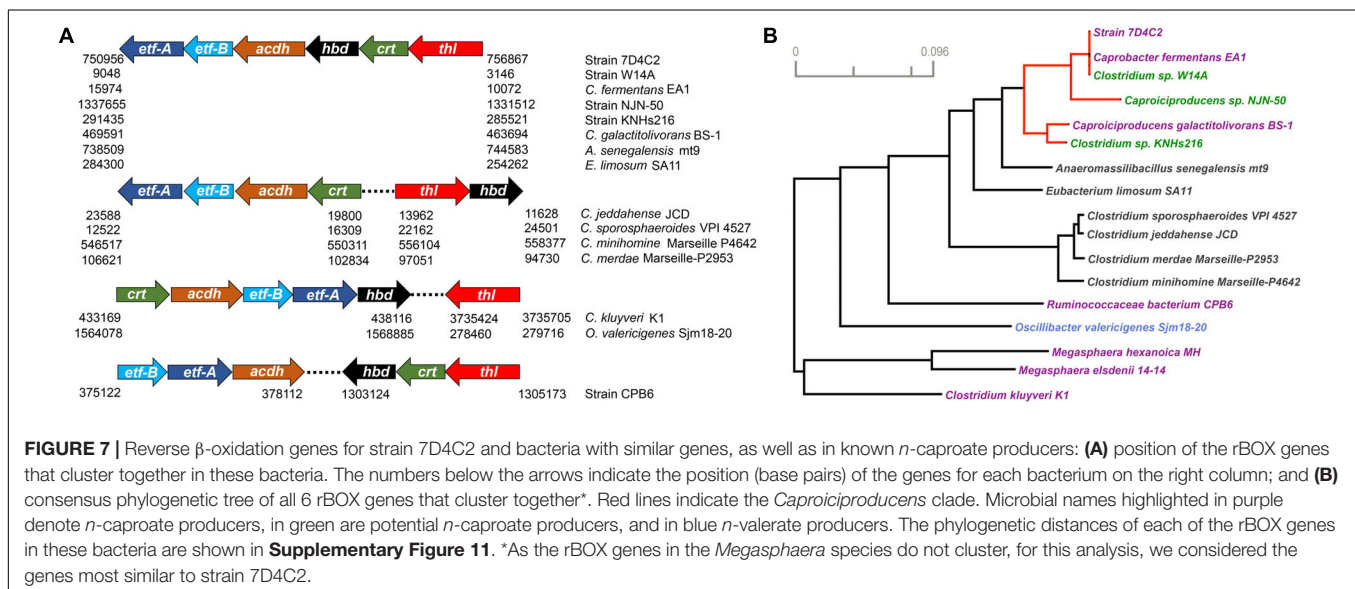 A
etf-A etf-B acdh hbd crt thl
750956 756867 Strain 7D4C2
9048 3146 Strain W14A
15974 10072 C. fermentans EA1
1337655 1331512 Strain NJN-50
291435 285521 Strain KNHs216
469591 463694 C. galactitolivorans BS-1
738509 744583 A. senegalensis mt9
284300 254262 E. limosum SA11
etf-A etf-B acdh crt thl hbd
23588 19800 13962 11628 C. jeddahense JCD
12522 16309 22162 24501 C. sporosphaeroides VPI 4527
546517 550311 556104 558377 C. minihomine Marseille P4642
106621 102834 97051 94730 C. merdae Marseille-P2953
crt acdh etf-B etf-A hbd thl
433169 438116 3735424 3735705 C. kluyveri K1
1564078 1568885 278460 279716 O. valericigenes Sjm18-20
etf-B etf-A acdh hbd crt thl
375122 378112 1303124 1305173 Strain CPB6
B
0 0.096
Strain 7D4C2
Caprobacter fermentans EA1
Clostridium sp. W14A
Caproiciproducens sp. NJN-50
Caproiciproducens galactitolivorans BS-1
Clostridium sp. KNHs216
Anaeromassilibacillus senegalensis mt9
Eubacterium limosum SA11
Clostridium sporosphaeroides VPI 4527
Clostridium jeddahense JCD
Clostridium merdae Marseille-P2953
Clostridium minihomine Marseille-P4642
Ruminococcaceae bacterium CPB6
Oscillibacter valericigenes Sjm18-20
Megasphaera hexanoica MH
Megasphaera elsdenii 14-14
Clostridium kluyveri K1
FIGURE 7 | Reverse β-oxidation genes for strain 7D4C2 and bacteria with similar genes, as well as in known n-caproate producers: (A) position of the rBOX genes
that cluster together in these bacteria. The numbers below the arrows indicate the position (base pairs) of the genes for each bacterium on the right column; and (B)
consensus phylogenetic tree of all 6 rBOX genes that cluster together*. Red lines indicate the Caproiciproducens clade. Microbial names highlighted in purple
denote n-caproate producers, in green are potential n-caproate producers, and in blue n-valerate producers. The phylogenetic distances of each of the rBOX genes
in these bacteria are shown in Supplementary Figure 11. *As the rBOX genes in the Megasphaera species do not cluster, for this analysis, we considered the
genes most similar to strain 7D4C2.